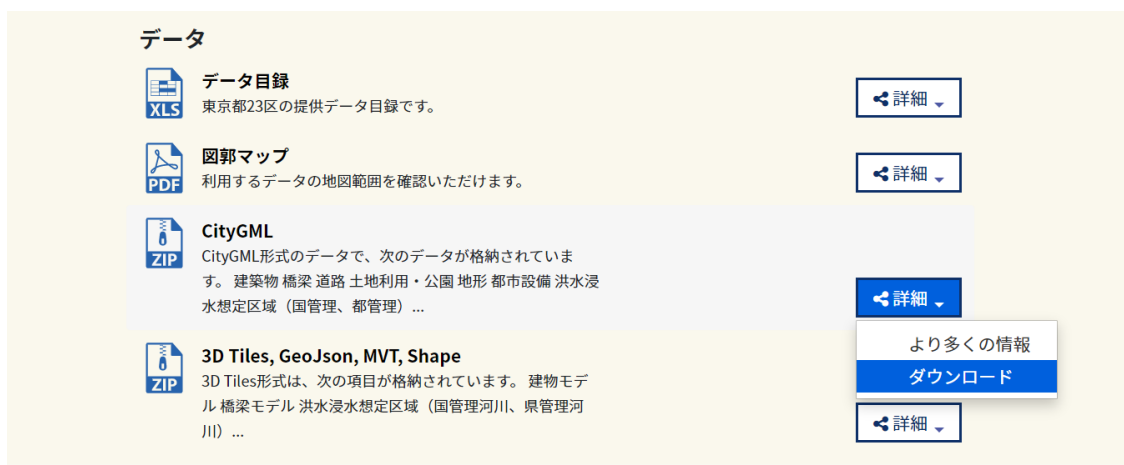 データ
XLS
データ目録
東京都23区の提供データ目録です。
詳細
PDF
図郭マップ
利用するデータの地図範囲を確認いただけます。
詳細
ZIP
CityGML
CityGML形式のデータで、次のデータが格納されていま
す。 建築物 橋梁 道路 土地利用・公園 地形 都市設備 洪水浸
水想定区域（国管理、都管理）...
詳細
より多くの情報
ダウンロード
ZIP
3D Tiles, GeoJson, MVT, Shape
3D Tiles形式は、次の項目が格納されています。 建物モデ
ル 橋梁モデル 洪水浸水想定区域（国管理河川、県管理河
川）...
詳細